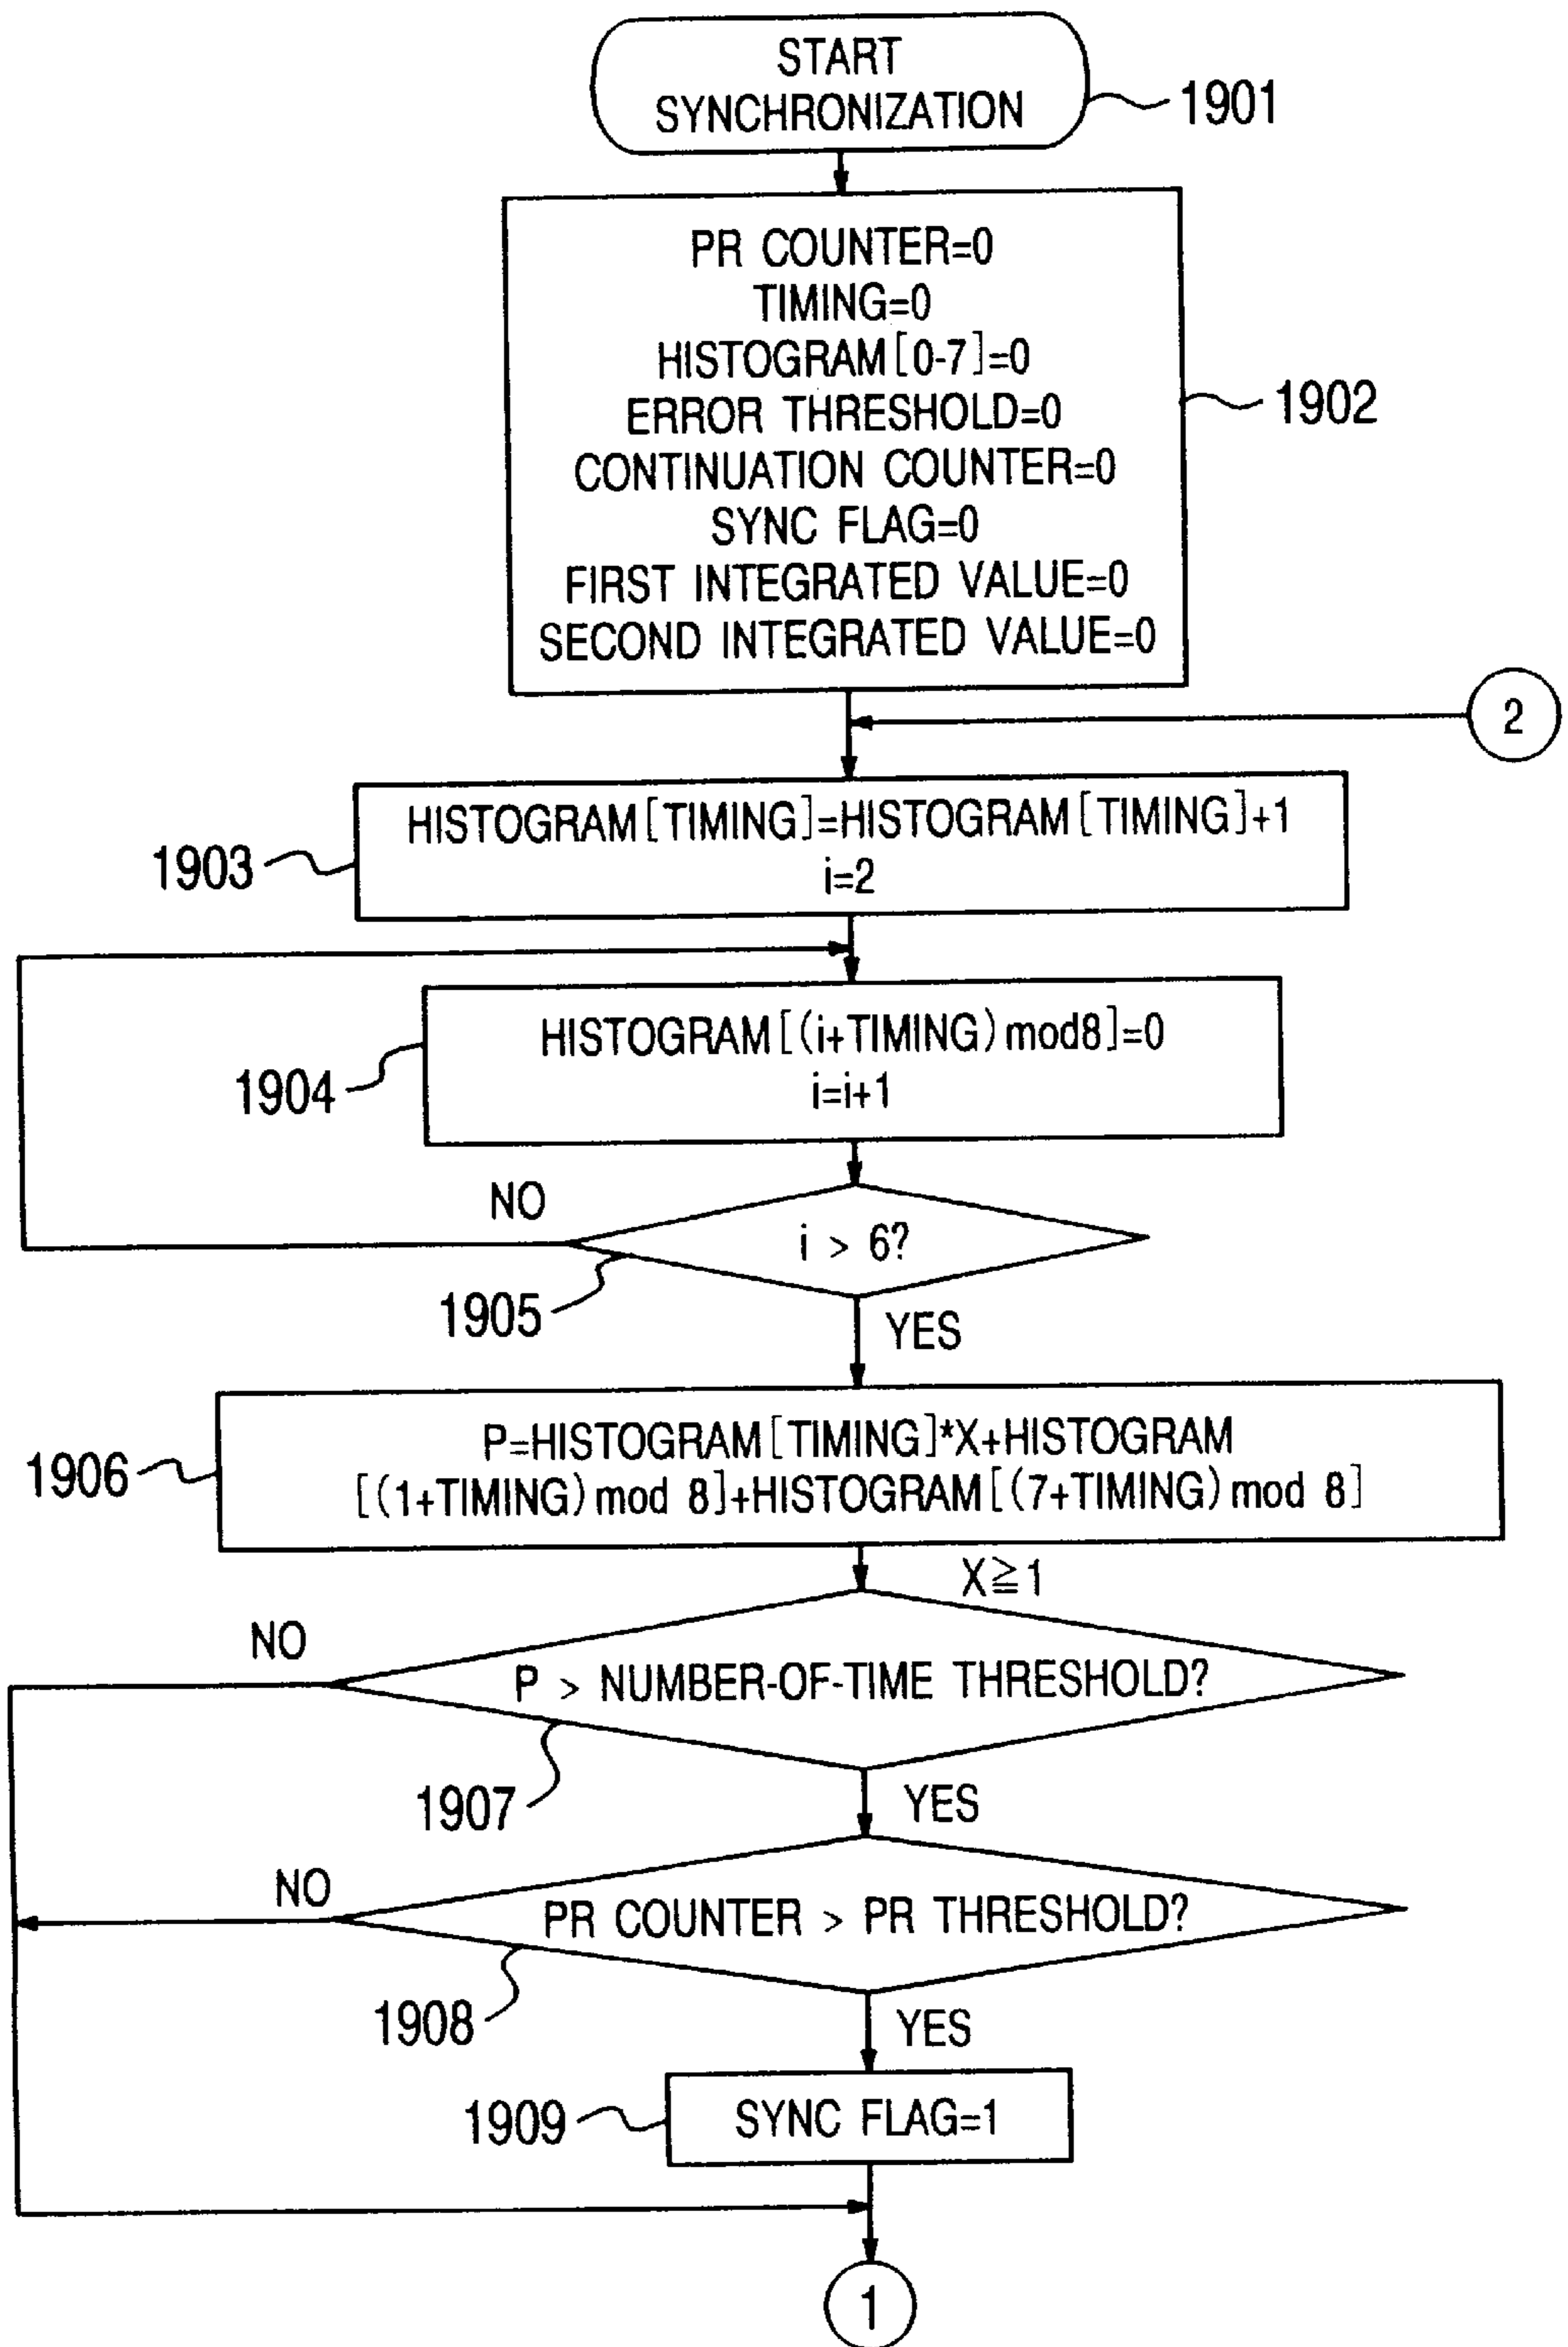 START
SYNCHRONIZATION
1901
PR COUNTER=0
TIMING=0
HISTOGRAM[0-7]=0
ERROR THRESHOLD=0
CONTINUATION COUNTER=0
SYNC FLAG=0
FIRST INTEGRATED VALUE=0
SECOND INTEGRATED VALUE=0
1902
2
HISTOGRAM[TIMING]=HISTOGRAM[TIMING]+1
i=2
1903
HISTOGRAM[(i+TIMING)mod8]=0
i=i+1
1904
NO
i > 6?
1905
YES
P=HISTOGRAM[TIMING]*X+HISTOGRAM
[(1+TIMING)mod 8]+HISTOGRAM[(7+TIMING)mod 8]
1906
X≧1
NO
P > NUMBER-OF-TIME THRESHOLD?
1907
YES
NO
PR COUNTER > PR THRESHOLD?
1908
YES
1909
SYNC FLAG=1
1